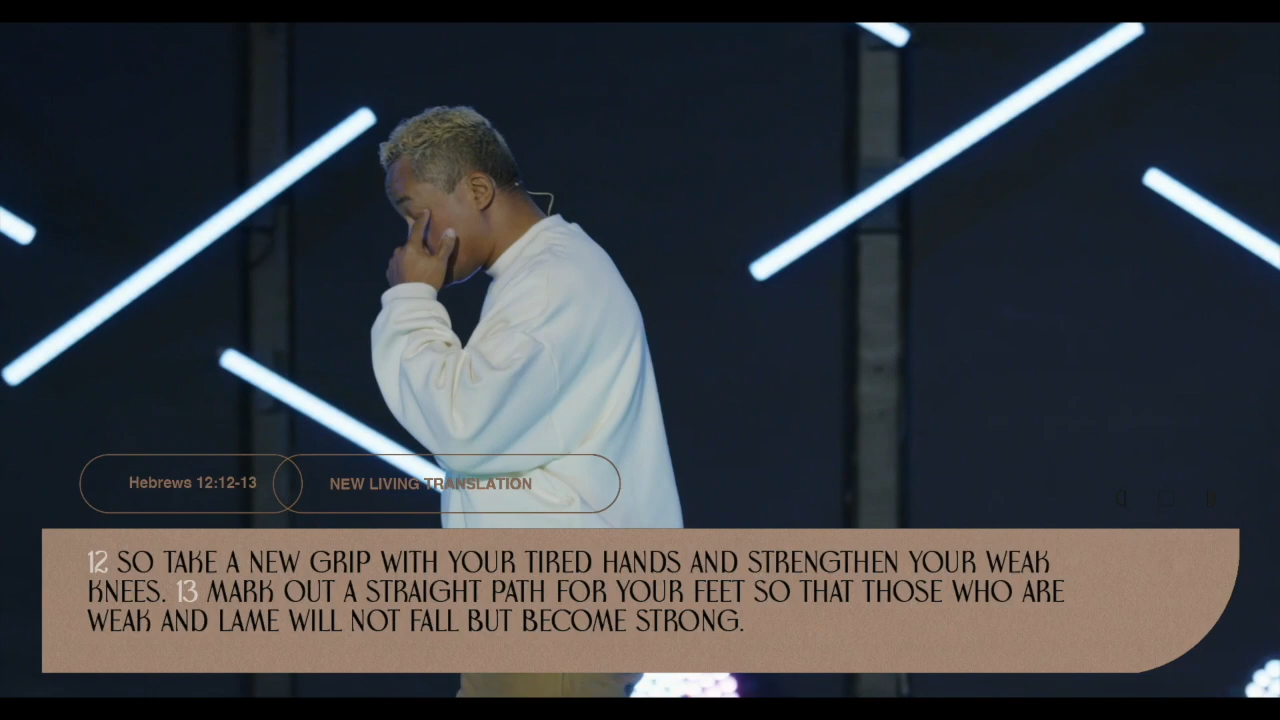 Hebrews 12:12-13 NEW LIVING TRANSLATION
12 SO TAKE A NEW GRIP WITH YOUR TIRED HANDS AND STRENGTHEN YOUR WEAK
KNEES. 13 MARK OUT A STRAIGHT PATH FOR YOUR FEET SO THAT THOSE WHO ARE
WEAK AND LAME WILL NOT FALL BUT BECOME STRONG.